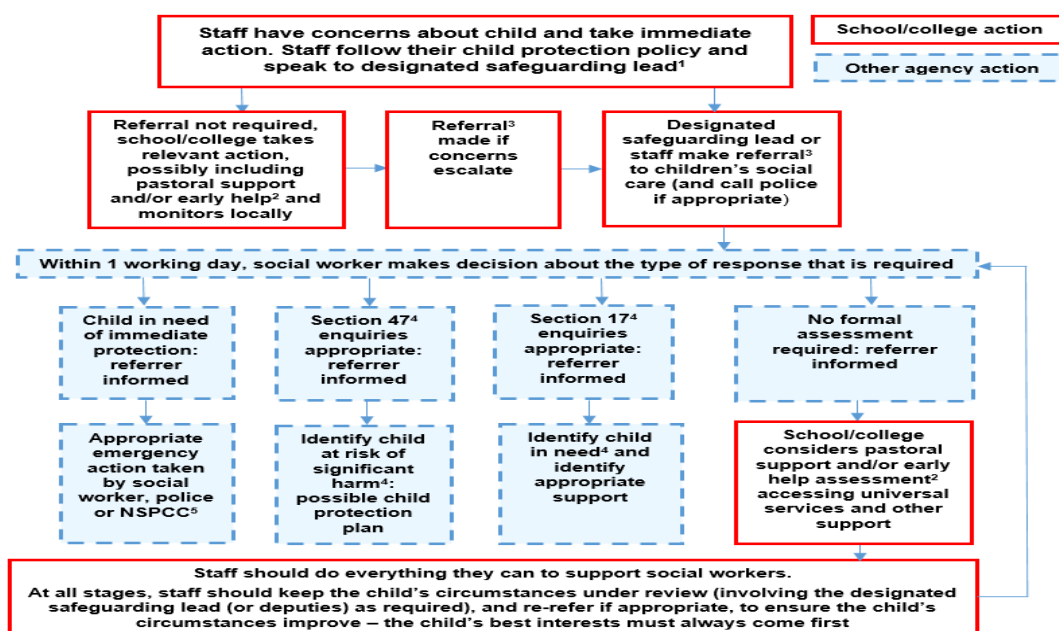 Staff have concerns about child and take immediate
action. Staff follow their child protection policy and
speak to designated safeguarding lead¹
School/college action
Other agency action
Referral not required,
school/college takes
relevant action,
possibly including
pastoral support
and/or early help² and
monitors locally
Referral³
made if
concerns
escalate
Designated
safeguarding lead or
staff make referral³
to children’s social
care (and call police
if appropriate)
Within 1 working day, social worker makes decision about the type of response that is required
Child in need
of immediate
protection:
referrer
informed
Section 47⁴
enquiries
appropriate:
referrer
informed
Section 17⁴
enquiries
appropriate:
referrer
informed
No formal
assessment
required: referrer
informed
Appropriate
emergency
action taken
by social
worker, police
or NSPCC⁵
Identify child
at risk of
significant
harm⁴:
possible child
protection
plan
Identify child
in need⁴ and
identify
appropriate
support
School/college
considers pastoral
support and/or early
help assessment²
accessing universal
services and other
support
Staff should do everything they can to support social workers.
At all stages, staff should keep the child’s circumstances under review (involving the designated
safeguarding lead (or deputies) as required), and re-refer if appropriate, to ensure the child’s
circumstances improve – the child’s best interests must always come first